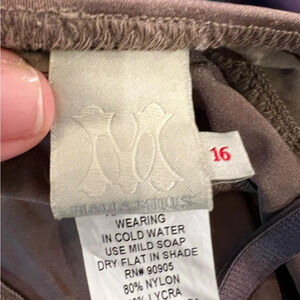 16
WEARING
IN COLD WATER
USE MILD SOAP
DRY FLAT IN SHADE
RN# 90905
80% NYLON
LYCRA